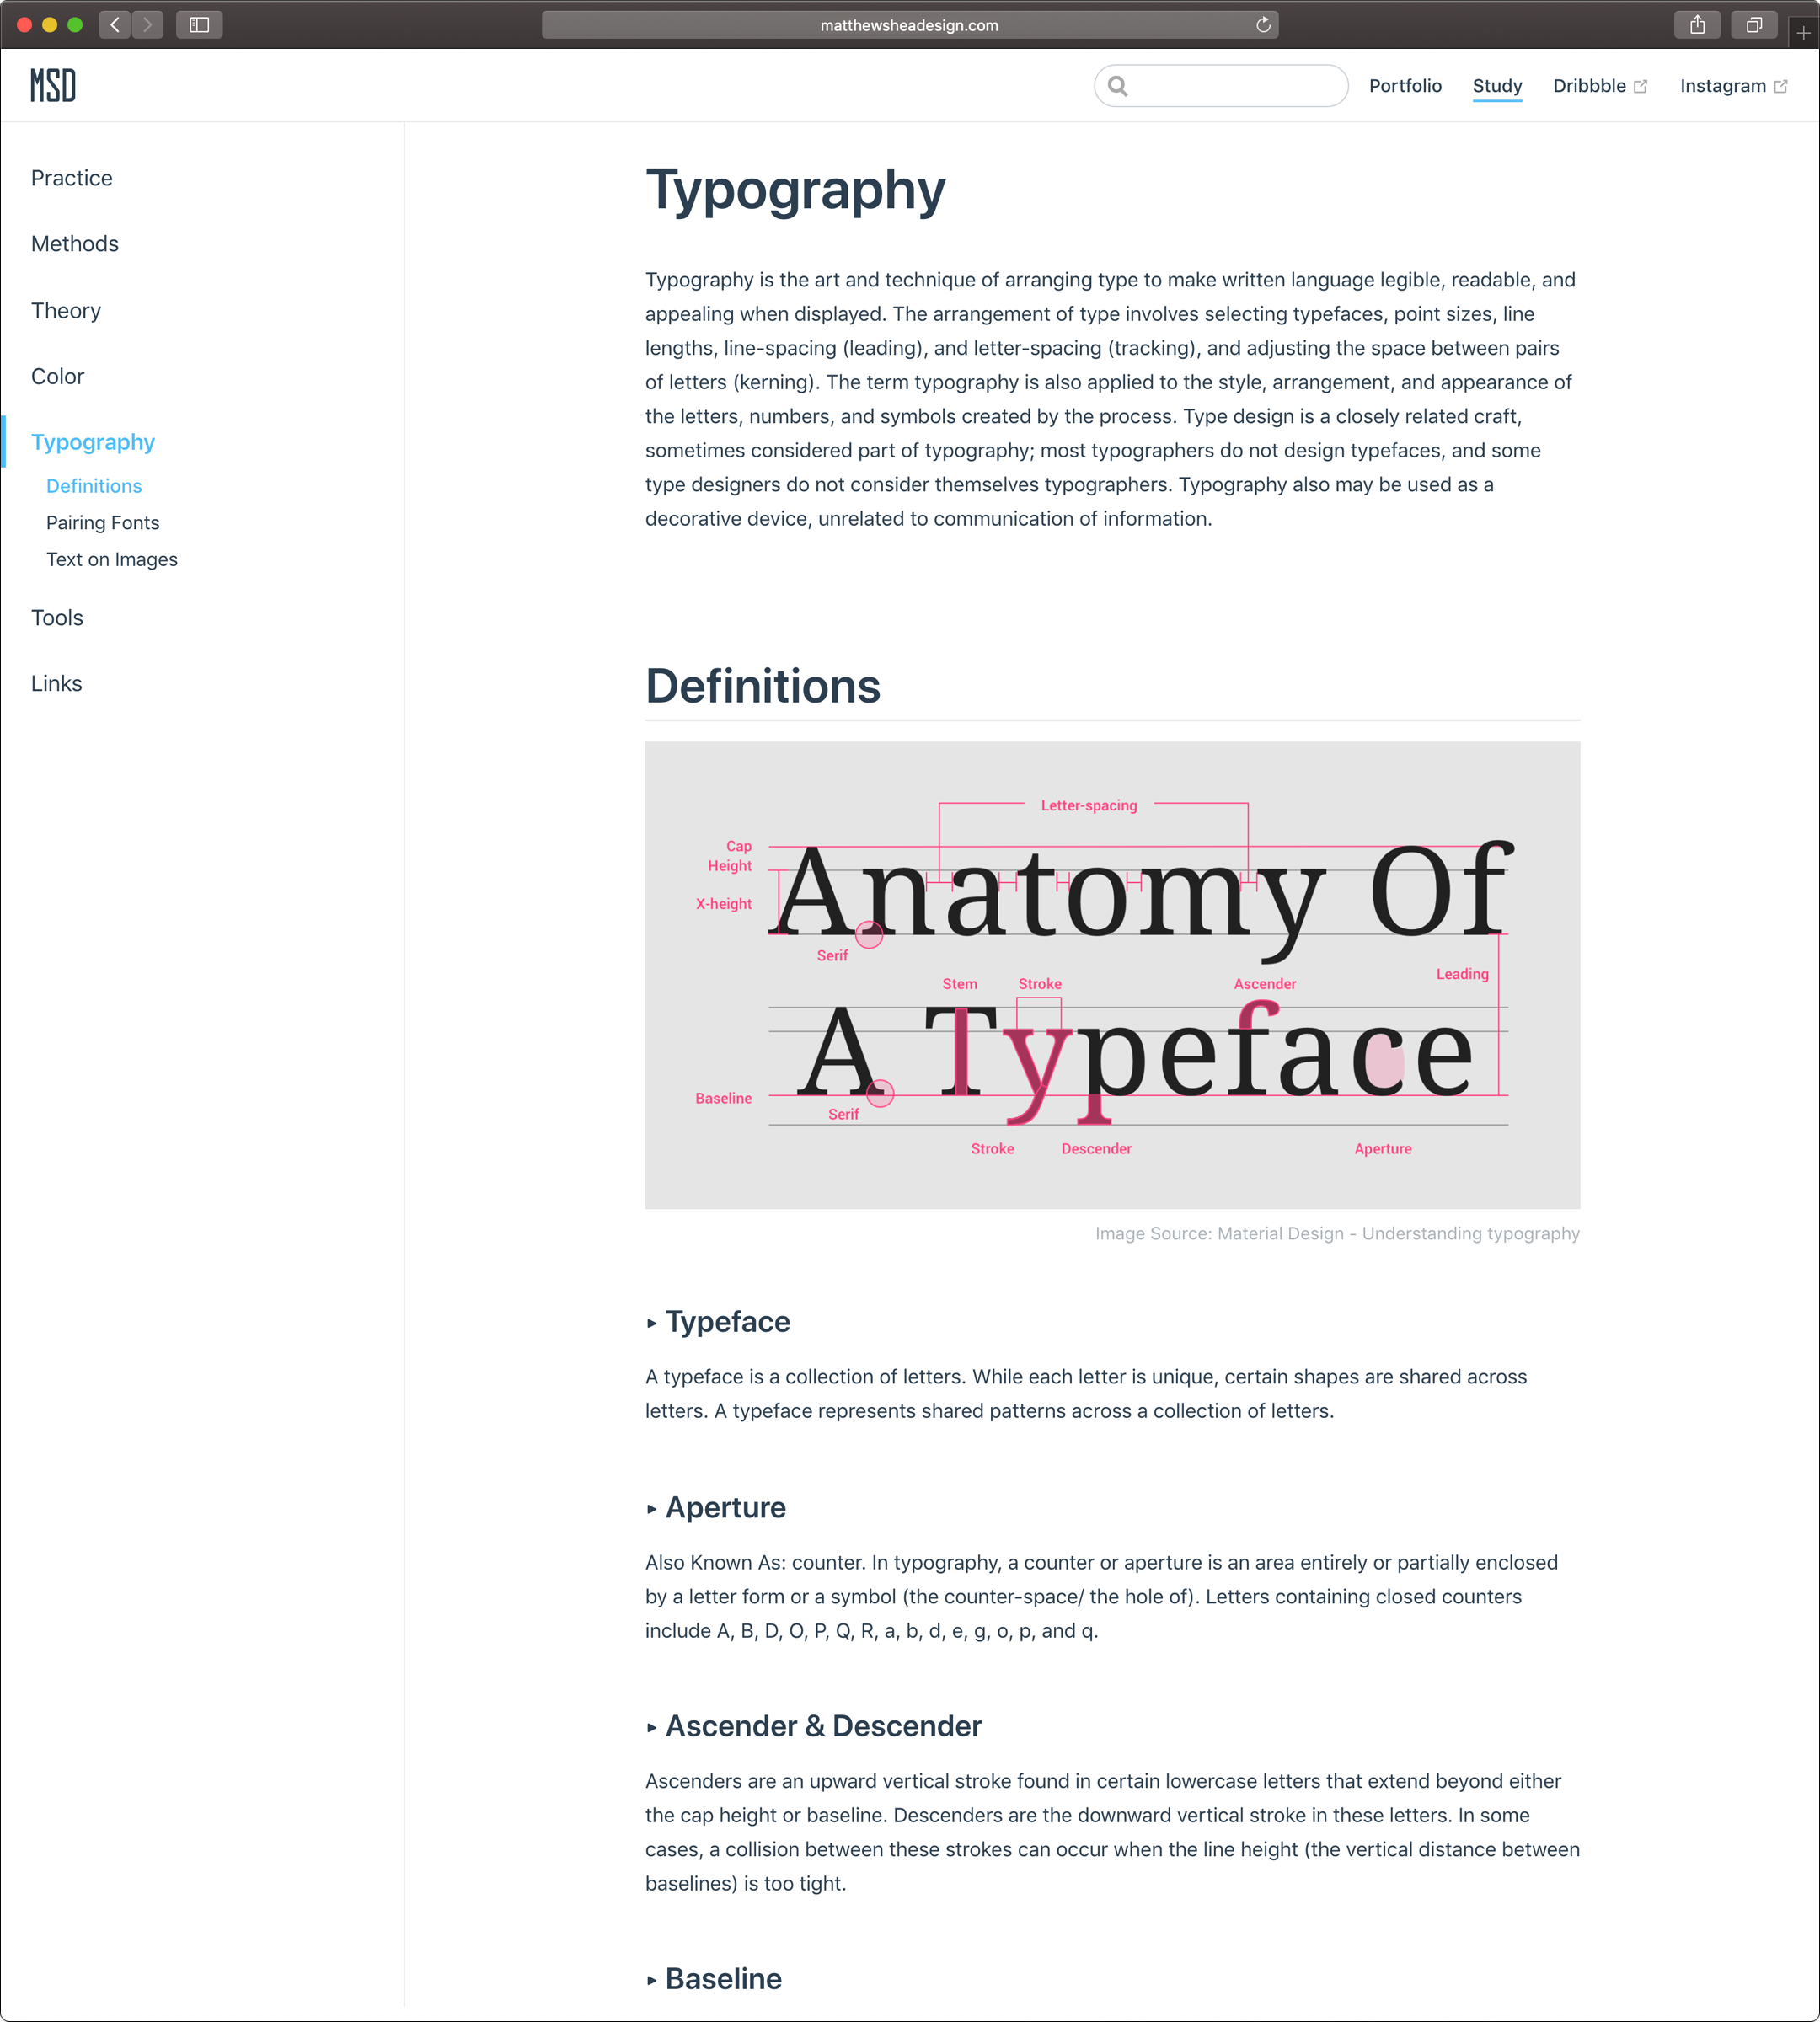 matthewsheadesign.com
MSD
Portfolio
Study
Dribbble
Instagram
Practice
Methods
Theory
Color
Typography
Definitions
Pairing Fonts
Text on Images
Tools
Links
Typography
Typography is the art and technique of arranging type to make written language legible, readable, and
appealing when displayed. The arrangement of type involves selecting typefaces, point sizes, line
lengths, line-spacing (leading), and letter-spacing (tracking), and adjusting the space between pairs
of letters (kerning). The term typography is also applied to the style, arrangement, and appearance of
the letters, numbers, and symbols created by the process. Type design is a closely related craft,
sometimes considered part of typography; most typographers do not design typefaces, and some
type designers do not consider themselves typographers. Typography also may be used as a
decorative device, unrelated to communication of information.
Definitions
Letter-spacing
Cap
Height
X-height
Anatomy Of
Serif
Leading
Stem
Stroke
Ascender
A Typeface
Baseline
Serif
Stroke
Descender
Aperture
Image Source: Material Design - Understanding typography
▸ Typeface
A typeface is a collection of letters. While each letter is unique, certain shapes are shared across
letters. A typeface represents shared patterns across a collection of letters.
▸ Aperture
Also Known As: counter. In typography, a counter or aperture is an area entirely or partially enclosed
by a letter form or a symbol (the counter-space/ the hole of). Letters containing closed counters
include A, B, D, O, P, Q, R, a, b, d, e, g, o, p, and q.
▸ Ascender & Descender
Ascenders are an upward vertical stroke found in certain lowercase letters that extend beyond either
the cap height or baseline. Descenders are the downward vertical stroke in these letters. In some
cases, a collision between these strokes can occur when the line height (the vertical distance between
baselines) is too tight.
▸ Baseline